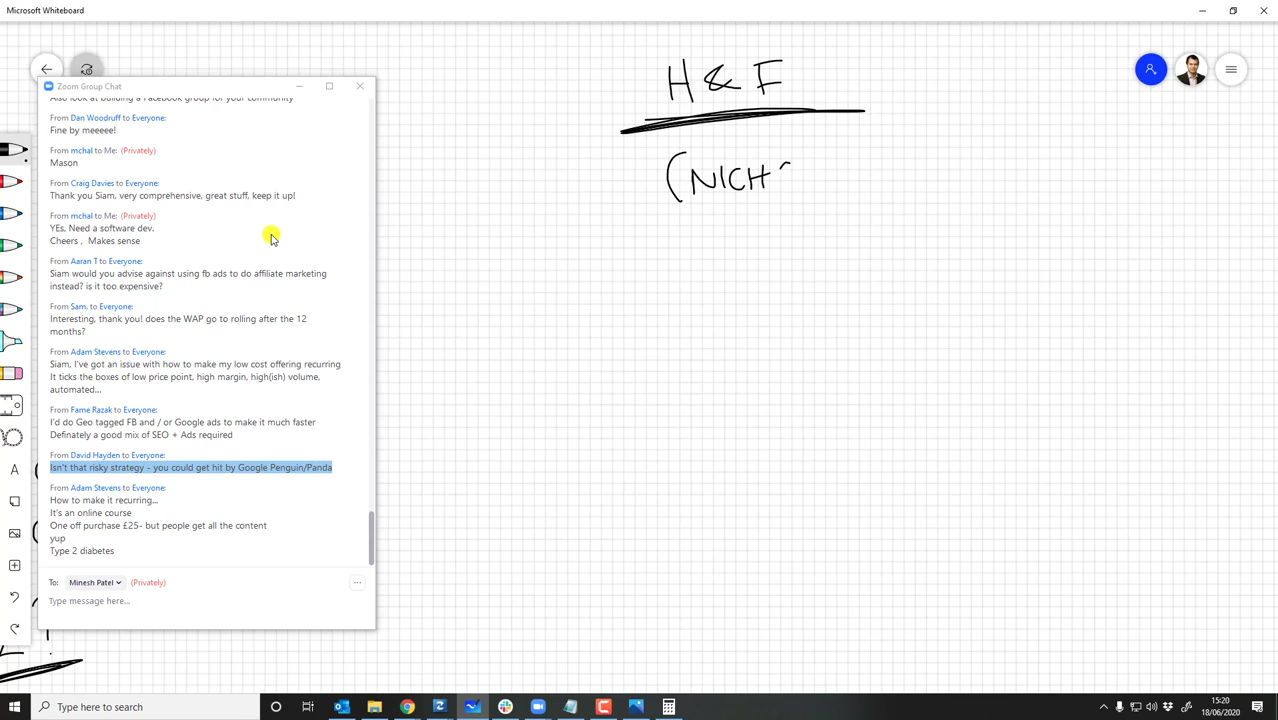 Microsoft Whiteboard
H & F
(NICH
Zoom Group Chat
Also look at building a Facebook group for your community
From Dan Woodruff to Everyone:
Fine by meeeee!
From mchal to Me: (Privately)
Mason
From Craig Davies to Everyone:
Thank you Siam, very comprehensive, great stuff, keep it up!
From mchal to Me: (Privately)
YEs, Need a software dev.
Cheers , Makes sense
From Aaran T to Everyone:
Siam would you advise against using fb ads to do affiliate marketing
instead? is it too expensive?
From Sam. to Everyone:
Interesting, thank you! does the WAP go to rolling after the 12
months?
From Adam Stevens to Everyone:
Siam, I've got an issue with how to make my low cost offering recurring
It ticks the boxes of low price point, high margin, high(ish) volume,
automated...
From Fame Razak to Everyone:
I'd do Geo tagged FB and / or Google ads to make it much faster
Definately a good mix of SEO + Ads required
From David Hayden to Everyone:
Isn't that risky strategy - you could get hit by Google Penguin/Panda
From Adam Stevens to Everyone:
How to make it recurring...
It's an online course
One off purchase £25- but people get all the content
yup
Type 2 diabetes
To: Minesh Patel (Privately)
Type message here...
Type here to search
15:20
18/06/2020